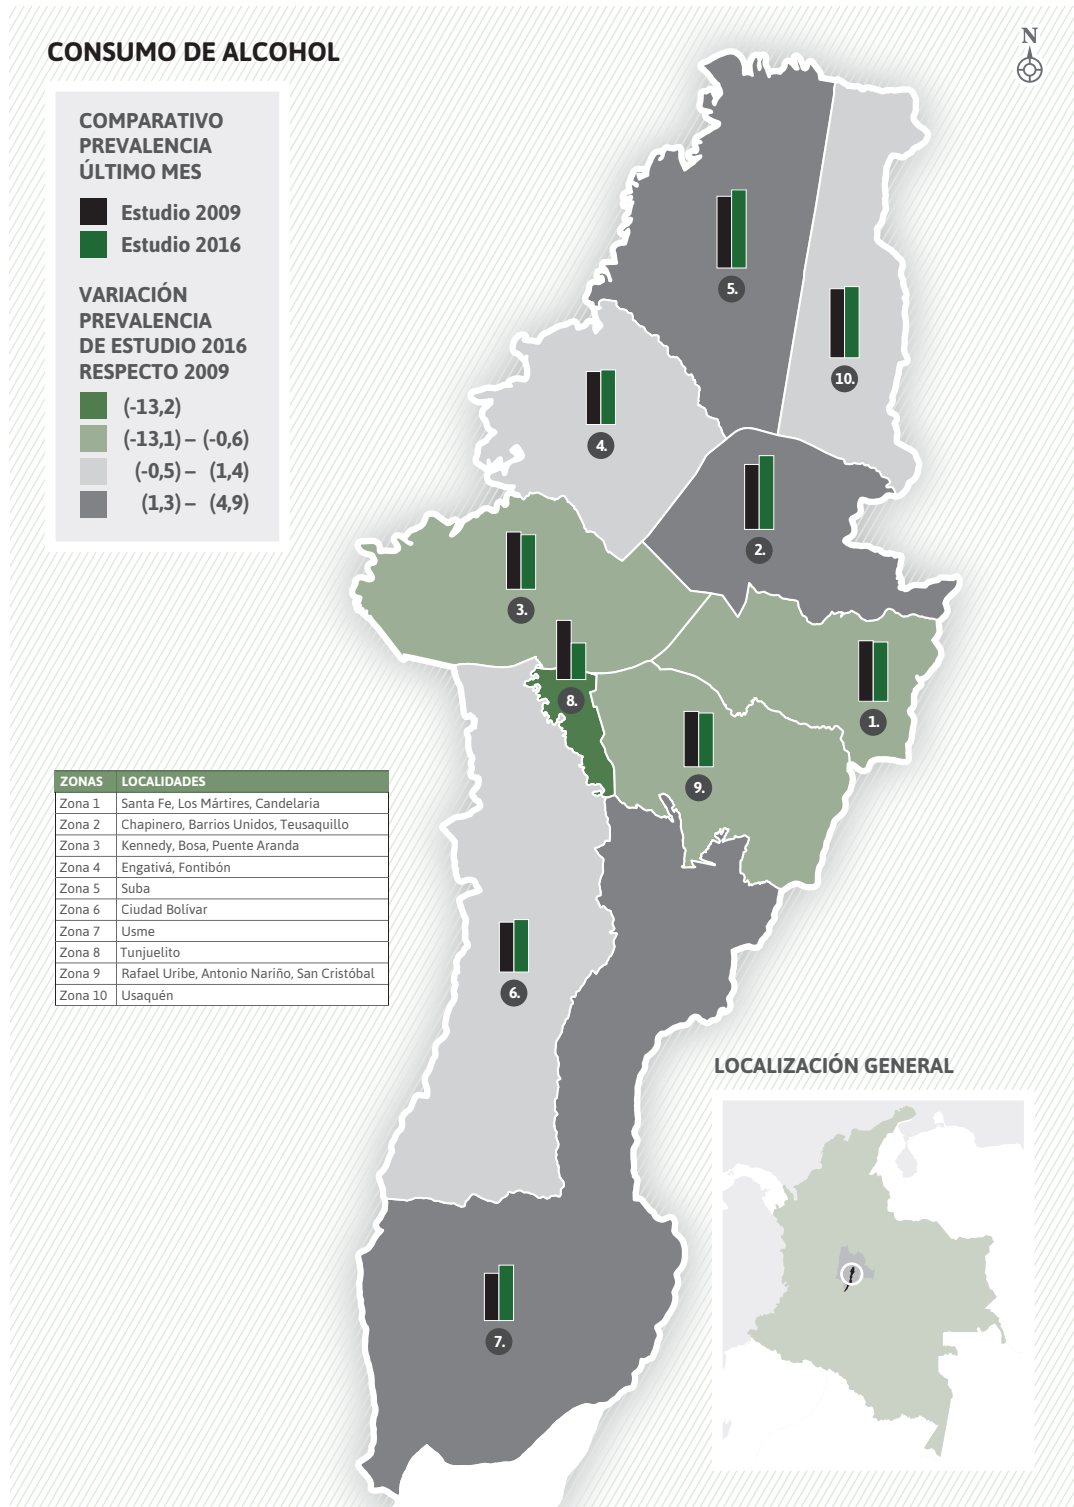 CONSUMO DE ALCOHOL
N
COMPARATIVO
PREVALENCIA
ÚLTIMO MES
Estudio 2009
Estudio 2016
VARIACIÓN
PREVALENCIA
DE ESTUDIO 2016
RESPECTO 2009
(-13,2)
(-13,1) – (-0,6)
(-0,5) – (1,4)
(1,3) – (4,9)
5.
10.
4.
2.
3.
8.
1.
9.
6.
7.
ZONAS LOCALIDADES
Zona 1 Santa Fe, Los Mártires, Candelaria
Zona 2 Chapinero, Barrios Unidos, Teusaquillo
Zona 3 Kennedy, Bosa, Puente Aranda
Zona 4 Engativá, Fontibón
Zona 5 Suba
Zona 6 Ciudad Bolívar
Zona 7 Usme
Zona 8 Tunjuelito
Zona 9 Rafael Uribe, Antonio Nariño, San Cristóbal
Zona 10 Usaquén
LOCALIZACIÓN GENERAL